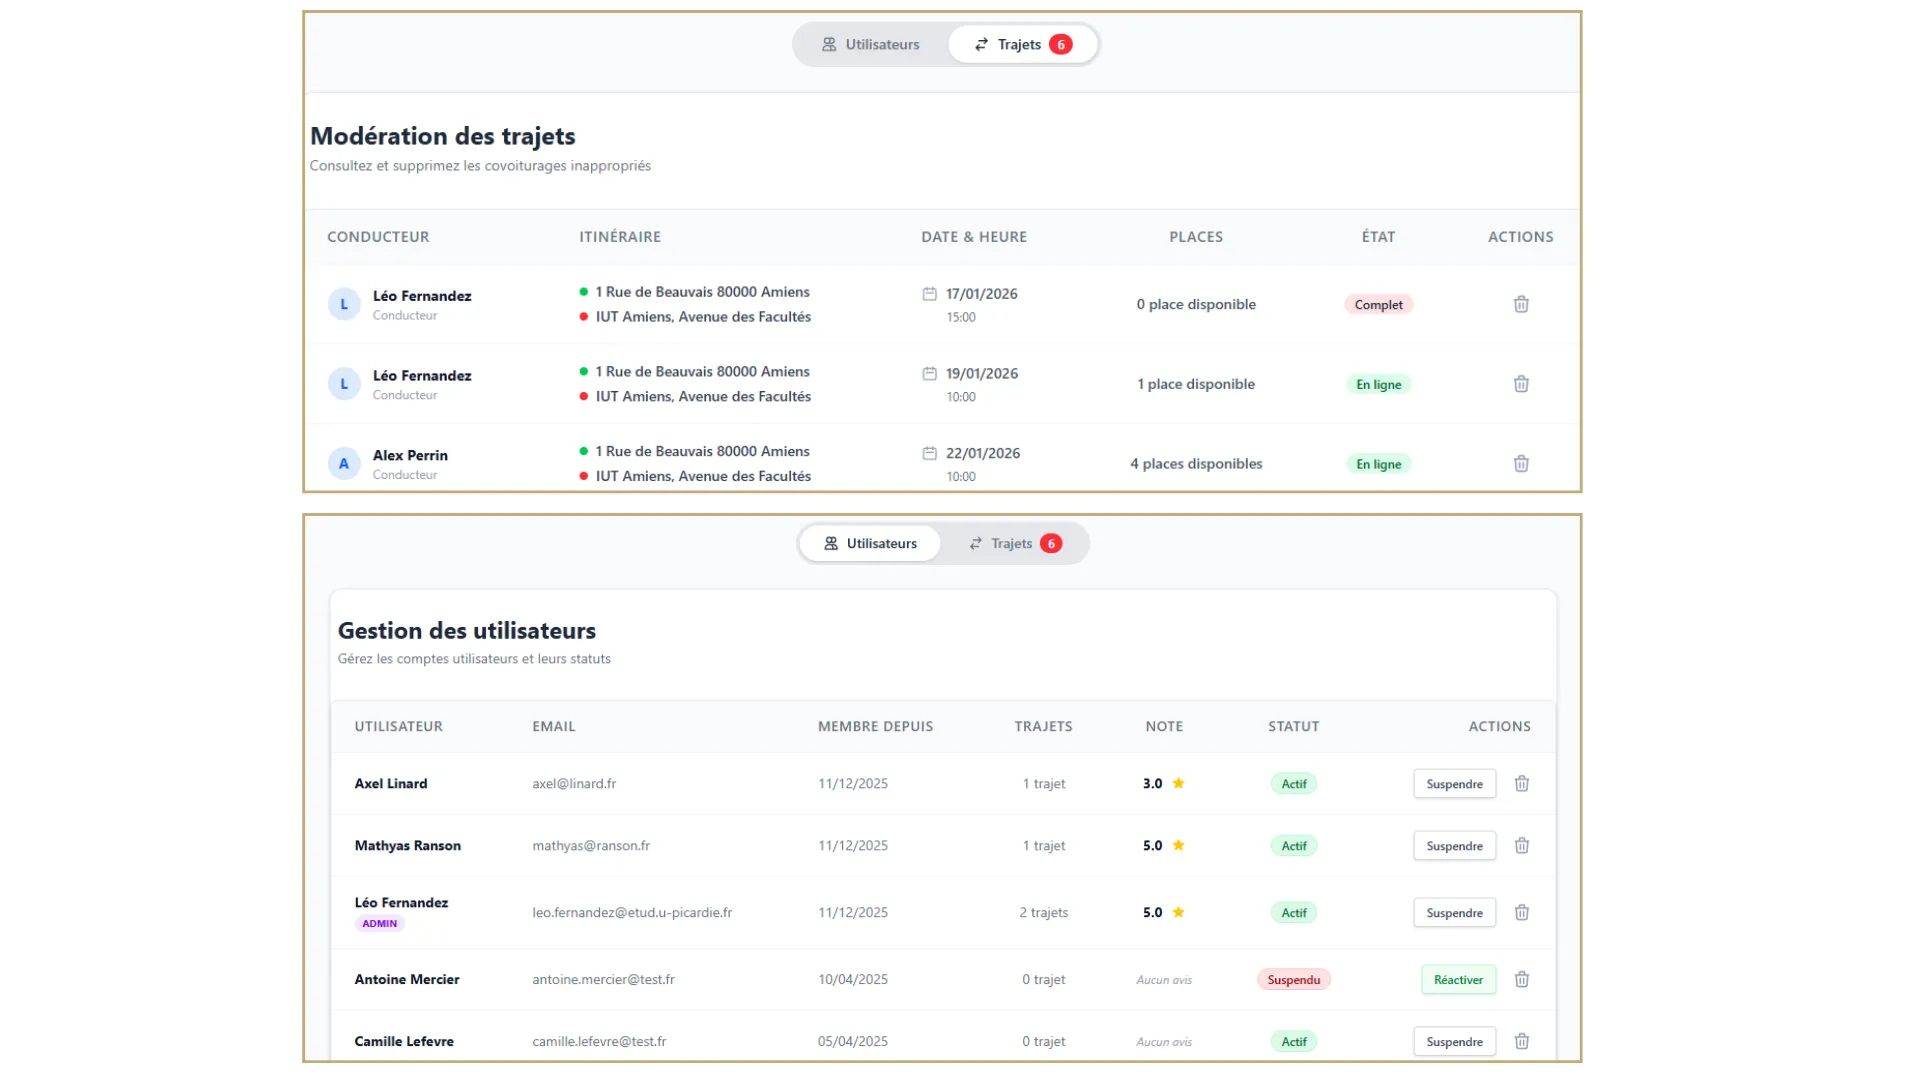 Utilisateurs Trajets 6
Modération des trajets
Consultez et supprimez les covoiturages inappropriés
CONDUCTEUR ITINÉRAIRE DATE & HEURE PLACES ÉTAT ACTIONS
L Léo Fernandez Conducteur 1 Rue de Beauvais 80000 Amiens IUT Amiens, Avenue des Facultés 17/01/2026 15:00 0 place disponible Complet
L Léo Fernandez Conducteur 1 Rue de Beauvais 80000 Amiens IUT Amiens, Avenue des Facultés 19/01/2026 10:00 1 place disponible En ligne
A Alex Perrin Conducteur 1 Rue de Beauvais 80000 Amiens IUT Amiens, Avenue des Facultés 22/01/2026 10:00 4 places disponibles En ligne
Utilisateurs Trajets 6
Gestion des utilisateurs
Gérez les comptes utilisateurs et leurs statuts
UTILISATEUR EMAIL MEMBRE DEPUIS TRAJETS NOTE STATUT ACTIONS
Axel Linard axel@linard.fr 11/12/2025 1 trajet 3.0 Actif Suspendre
Mathyas Ranson mathyas@ranson.fr 11/12/2025 1 trajet 5.0 Actif Suspendre
Léo Fernandez ADMIN leo.fernandez@etud.u-picardie.fr 11/12/2025 2 trajets 5.0 Actif Suspendre
Antoine Mercier antoine.mercier@test.fr 10/04/2025 0 trajet Aucun avis Suspendu Réactiver
Camille Lefevre camille.lefevre@test.fr 05/04/2025 0 trajet Aucun avis Actif Suspendre